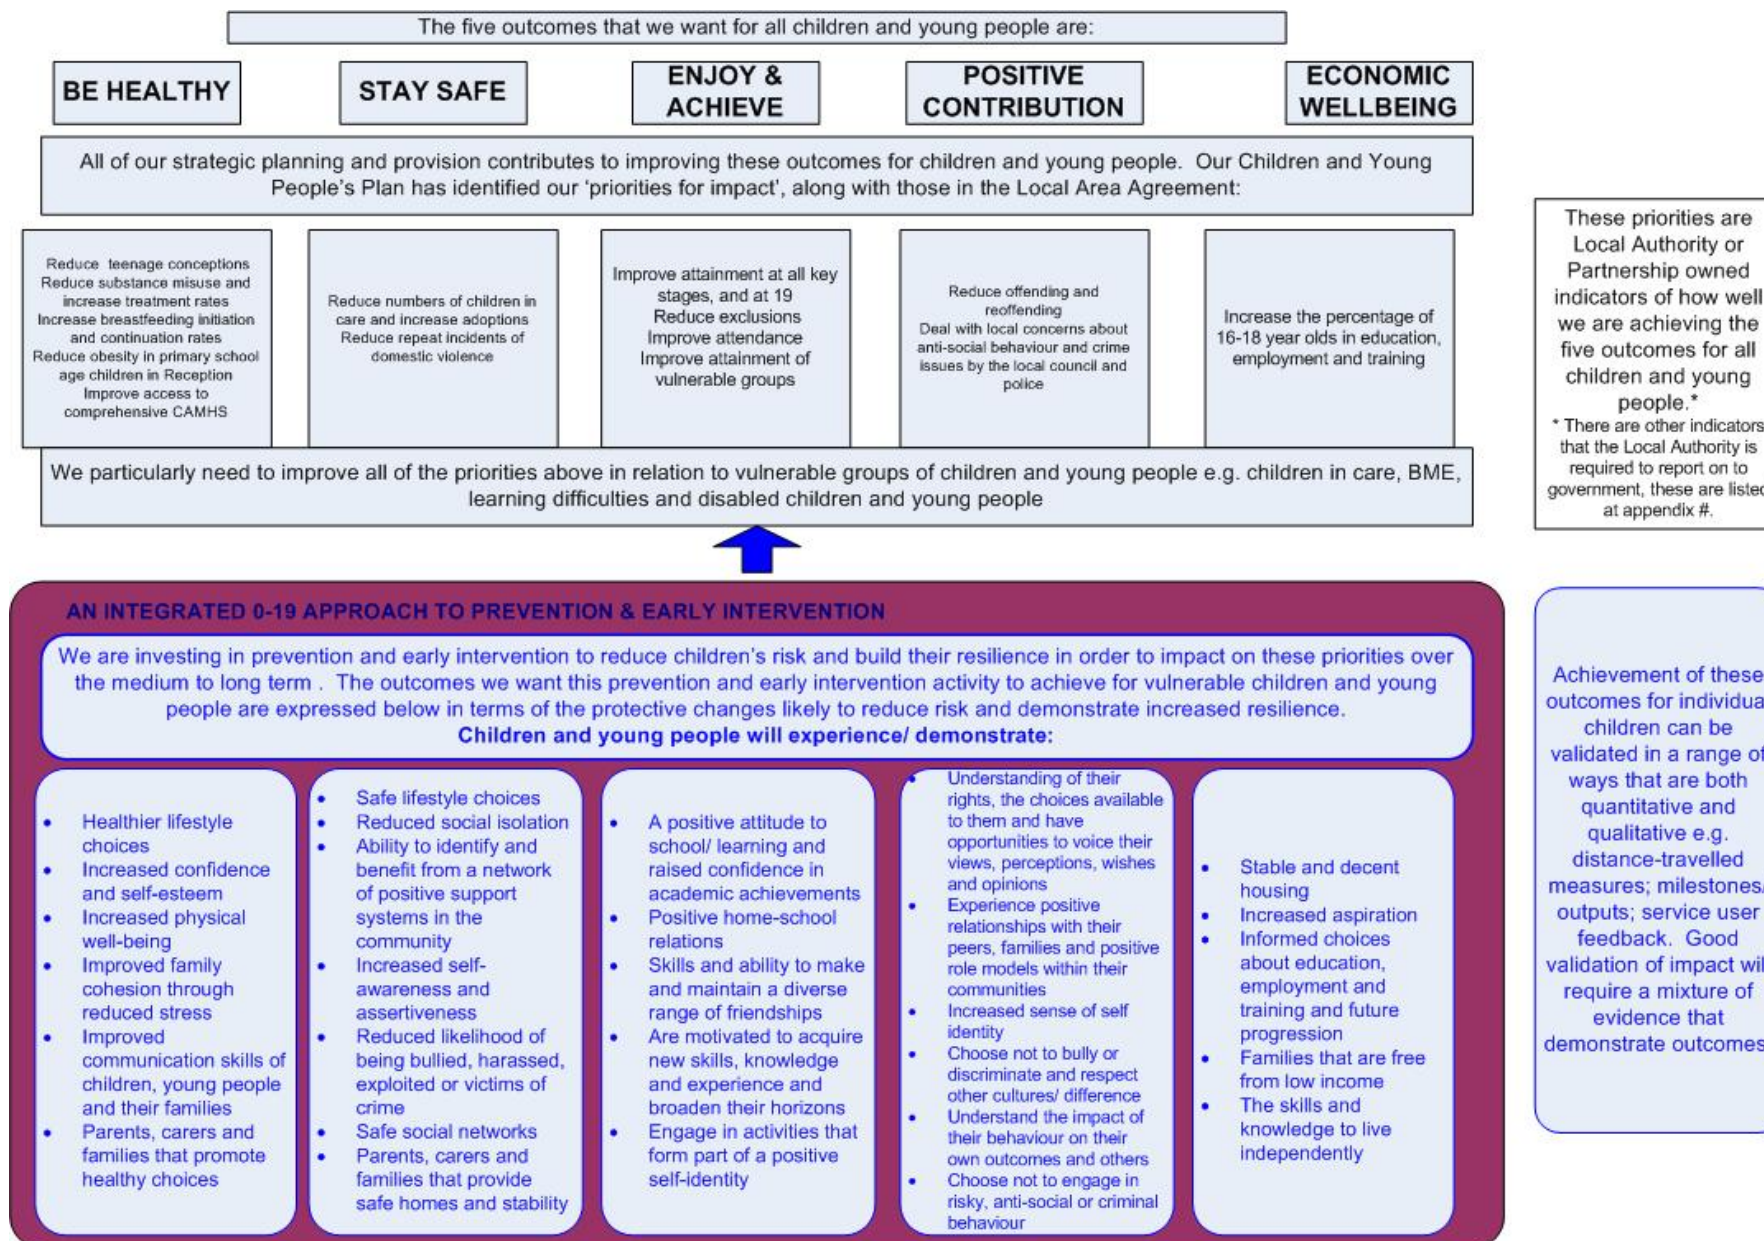 The five outcomes that we want for all children and young people are:
BE HEALTHY
STAY SAFE
ENJOY &
ACHIEVE
POSITIVE
CONTRIBUTION
ECONOMIC
WELLBEING
All of our strategic planning and provision contributes to improving these outcomes for children and young people. Our Children and Young
People's Plan has identified our 'priorities for impact', along with those in the Local Area Agreement:
Reduce teenage conceptions
Reduce substance misuse and
increase treatment rates
Increase breastfeeding initiation
and continuation rates
Reduce obesity in primary school
age children in Reception
Improve access to
comprehensive CAMHS
Reduce numbers of children in
care and increase adoptions
Reduce repeat incidents of
domestic violence
Improve attainment at all key
stages, and at 19
Reduce exclusions
Improve attendance
Improve attainment of
vulnerable groups
Reduce offending and
reoffending
Deal with local concerns about
anti-social behaviour and crime
issues by the local council and
police
Increase the percentage of
16-18 year olds in education,
employment and training
These priorities are
Local Authority or
Partnership owned
indicators of how well
we are achieving the
five outcomes for all
children and young
people.*
* There are other indicators
that the Local Authority is
required to report on to
government, these are listed
at appendix #.
We particularly need to improve all of the priorities above in relation to vulnerable groups of children and young people e.g. children in care, BME,
learning difficulties and disabled children and young people
AN INTEGRATED 0-19 APPROACH TO PREVENTION & EARLY INTERVENTION
We are investing in prevention and early intervention to reduce children's risk and build their resilience in order to impact on these priorities over
the medium to long term . The outcomes we want this prevention and early intervention activity to achieve for vulnerable children and young
people are expressed below in terms of the protective changes likely to reduce risk and demonstrate increased resilience.
Children and young people will experience/ demonstrate:
• Healthier lifestyle
choices
• Increased confidence
and self-esteem
• Increased physical
well-being
• Improved family
cohesion through
reduced stress
• Improved
communication skills of
children, young people
and their families
• Parents, carers and
families that promote
healthy choices
• Safe lifestyle choices
• Reduced social isolation
• Ability to identify and
benefit from a network
of positive support
systems in the
community
• Increased self-
awareness and
assertiveness
• Reduced likelihood of
being bullied, harassed,
exploited or victims of
crime
• Safe social networks
• Parents, carers and
families that provide
safe homes and stability
• A positive attitude to
school/ learning and
raised confidence in
academic achievements
• Positive home-school
relations
• Skills and ability to make
and maintain a diverse
range of friendships
• Are motivated to acquire
new skills, knowledge
and experience and
broaden their horizons
• Engage in activities that
form part of a positive
self-identity
• Understanding of their
rights, the choices available
to them and have
opportunities to voice their
views, perceptions, wishes
and opinions
• Experience positive
relationships with their
peers, families and positive
role models within their
communities
• Increased sense of self
identity
• Choose not to bully or
discriminate and respect
other cultures/ difference
• Understand the impact of
their behaviour on their
own outcomes and others
• Choose not to engage in
risky, anti-social or criminal
behaviour
• Stable and decent
housing
• Increased aspiration
• Informed choices
about education,
employment and
training and future
progression
• Families that are free
from low income
• The skills and
knowledge to live
independently
Achievement of these
outcomes for individual
children can be
validated in a range of
ways that are both
quantitative and
qualitative e.g.
distance-travelled
measures; milestones/
outputs; service user
feedback. Good
validation of impact will
require a mixture of
evidence that
demonstrate outcomes